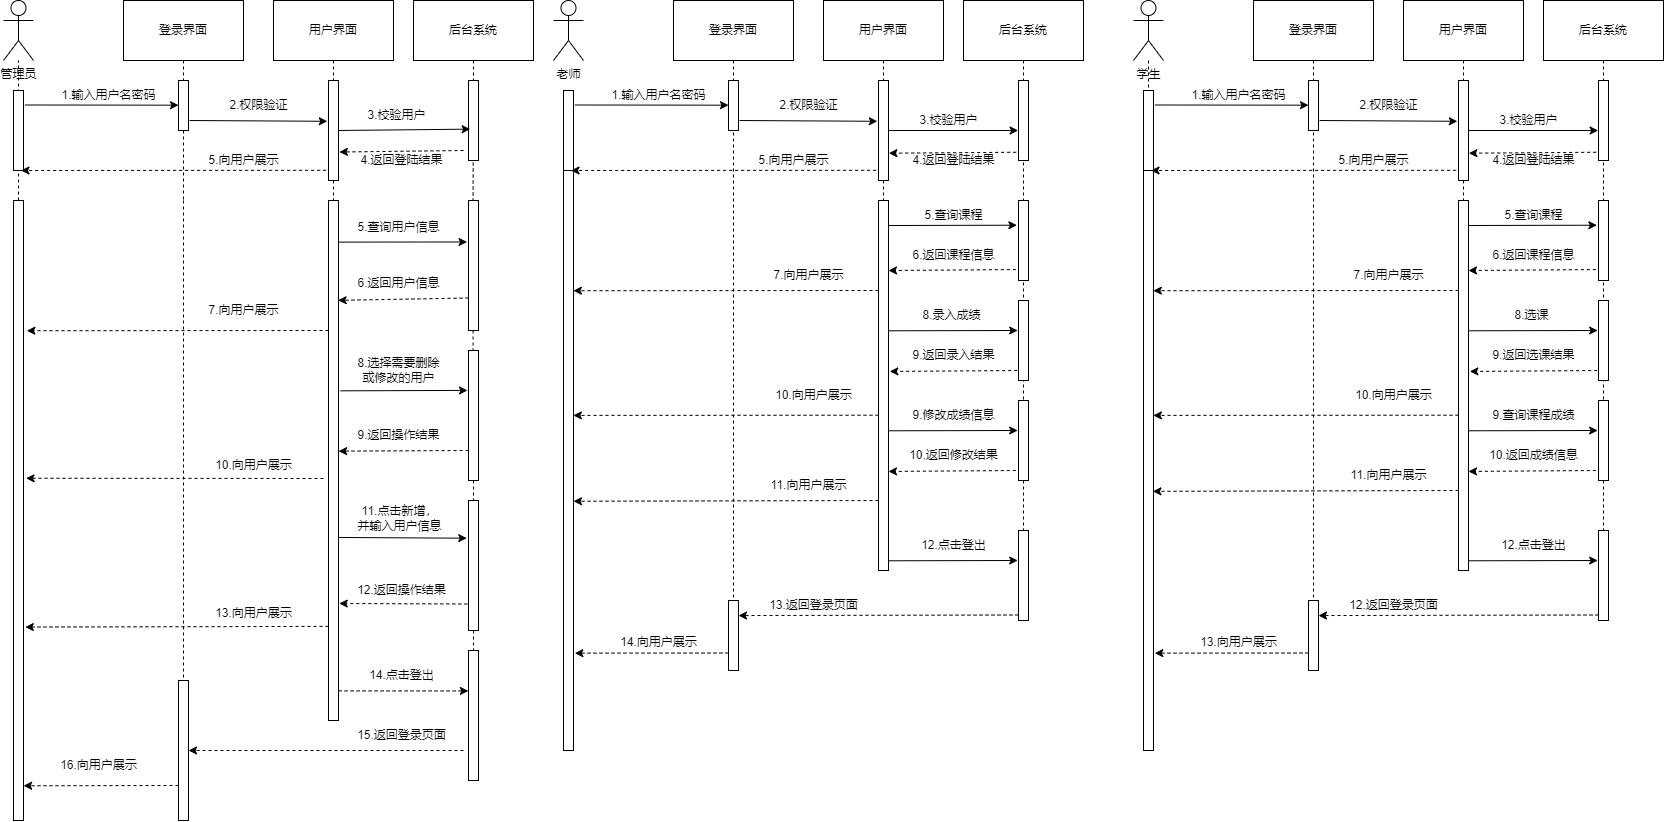 登录界面
用户界面
后台系统
管理员
1.输入用户名密码
2.权限验证
3.校验用户
4.返回登陆结果
5.向用户展示
5.查询用户信息
6.返回用户信息
7.向用户展示
8.选择需要删除
或修改的用户
9.返回操作结果
10.向用户展示
11.点击新增，
并输入用户信息
12.返回操作结果
13.向用户展示
14.点击登出
15.返回登录页面
16.向用户展示
登录界面
用户界面
后台系统
老师
1.输入用户名密码
2.权限验证
3.校验用户
4.返回登陆结果
5.向用户展示
5.查询课程
6.返回课程信息
7.向用户展示
8.录入成绩
9.返回录入结果
10.向用户展示
9.修改成绩信息
10.返回修改结果
11.向用户展示
12.点击登出
13.返回登录页面
14.向用户展示
登录界面
用户界面
后台系统
学生
1.输入用户名密码
2.权限验证
3.校验用户
4.返回登陆结果
5.向用户展示
5.查询课程
6.返回课程信息
7.向用户展示
8.选课
9.返回选课结果
10.向用户展示
9.查询课程成绩
10.返回成绩信息
11.向用户展示
12.点击登出
12.返回登录页面
13.向用户展示